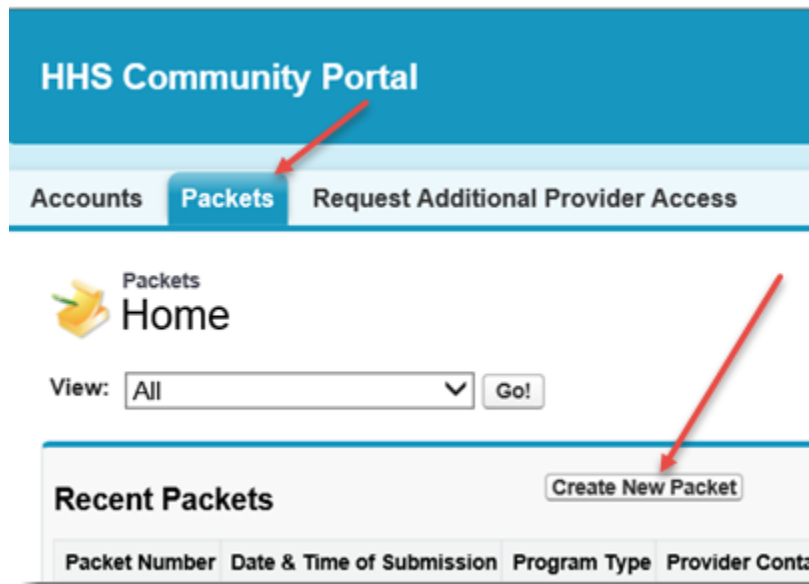 HHS Community Portal
Accounts Packets Request Additional Provider Access
Packets
Home
View: All Go!
Recent Packets Create New Packet
Packet Number Date & Time of Submission Program Type Provider